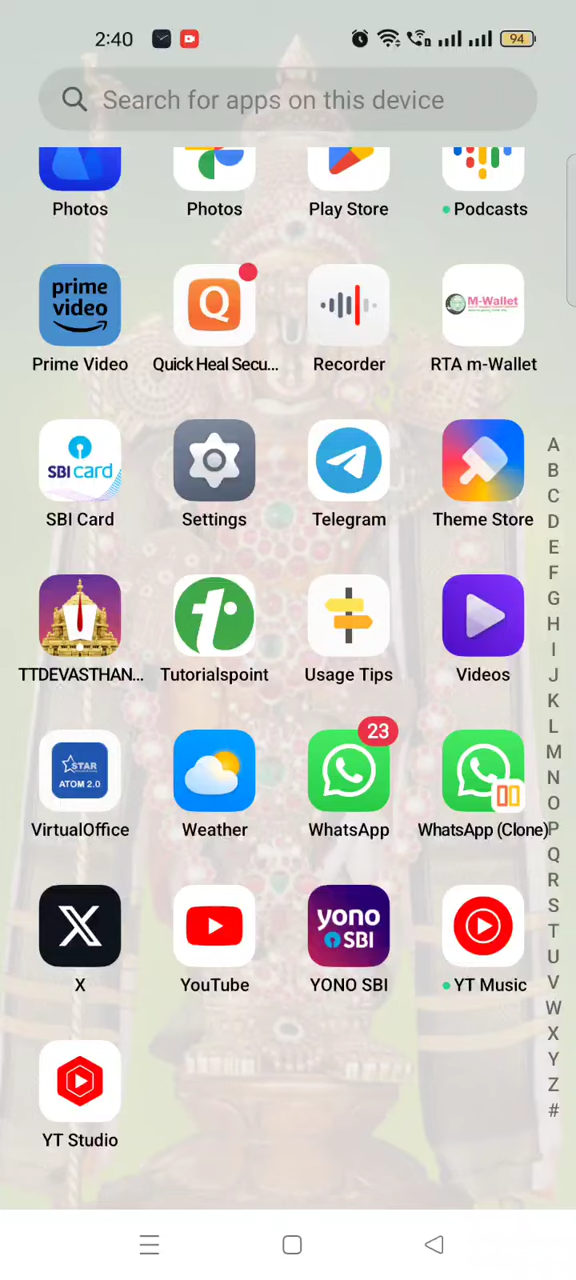 2:40
94
Search for apps on this device
Photos
Photos
Play Store
Podcasts
prime
video
Q
M-Wallet
Prime Video
Quick Heal Secu...
Recorder
RTA m-Wallet
SBI card
SBI Card
Settings
Telegram
Theme Store
t
TTDEVASTHAN...
Tutorialspoint
Usage Tips
Videos
STAR
ATOM 2.0
23
VirtualOffice
Weather
WhatsApp
WhatsApp (Clone)
X
yono
SBI
X
YouTube
YONO SBI
YT Music
YT Studio
A
B
C
D
E
F
G
H
I
J
K
L
M
N
O
P
Q
R
S
T
U
V
W
X
Y
Z
#